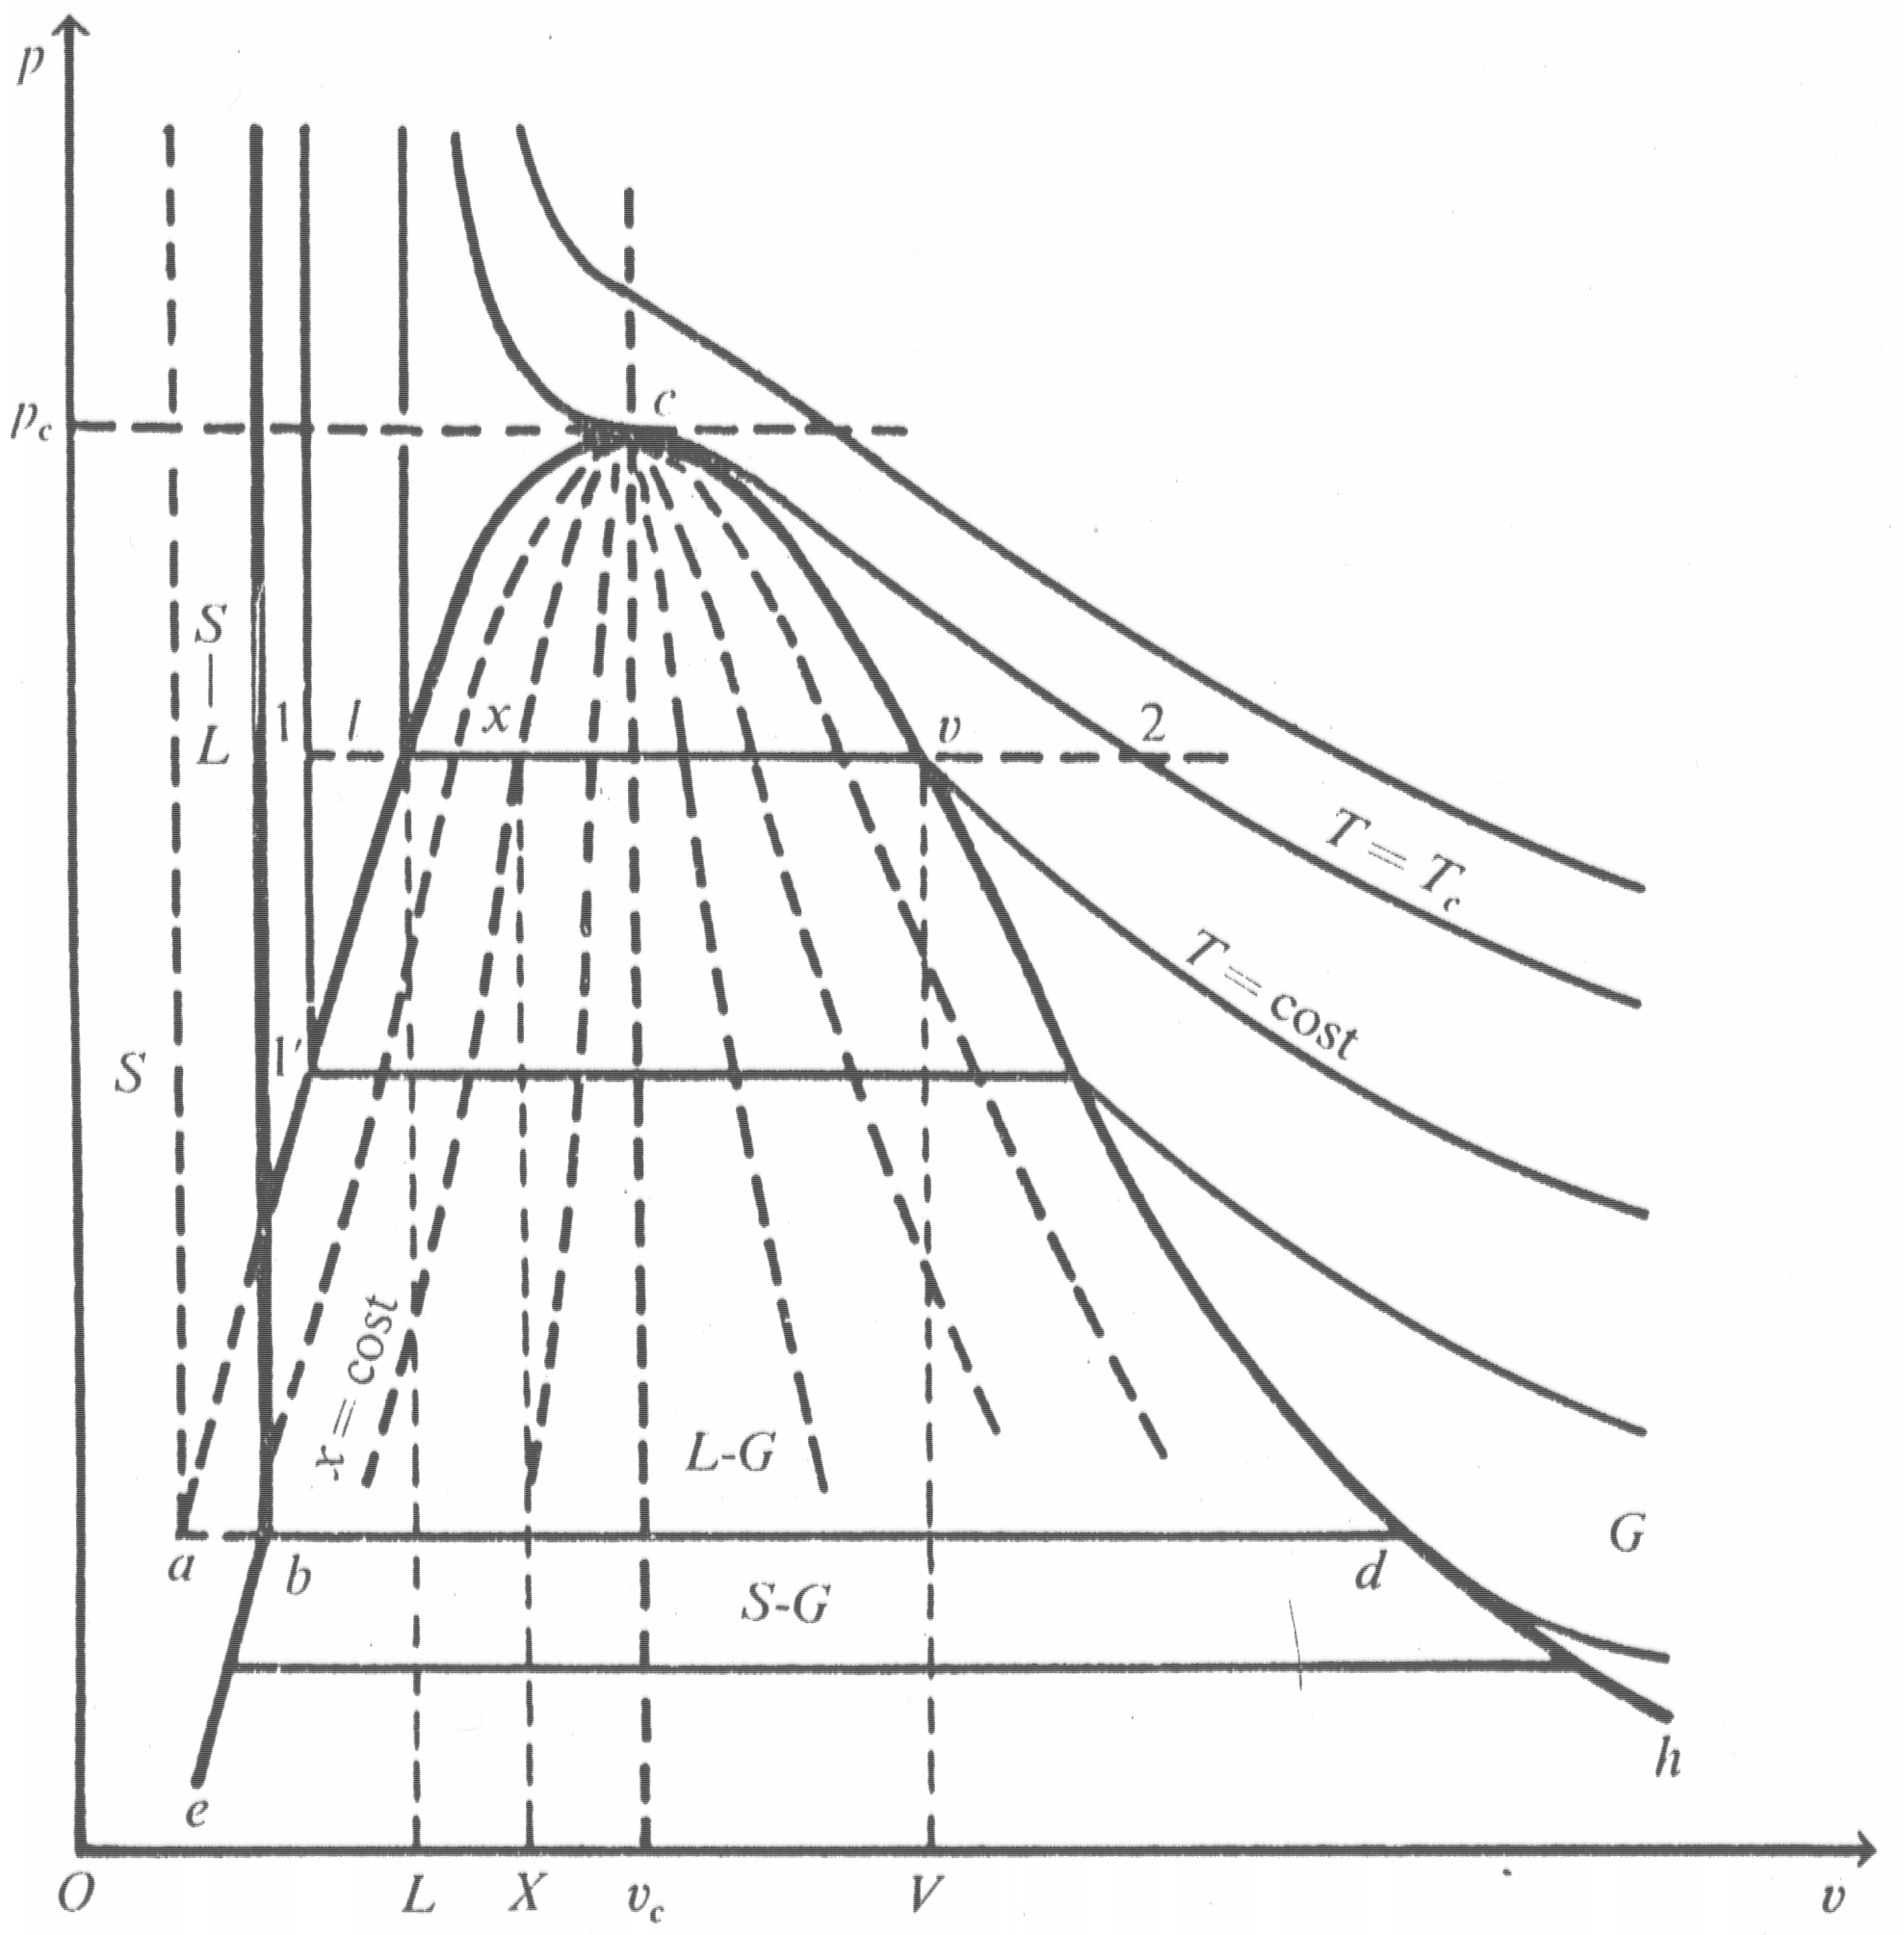 p
p_c
c
S
—
L
1
l
x
v
2
T = T_c
T = cost
S
1'
x = cost
L-G
a
b
d
G
S-G
e
h
O
L
X
v_c
V
v